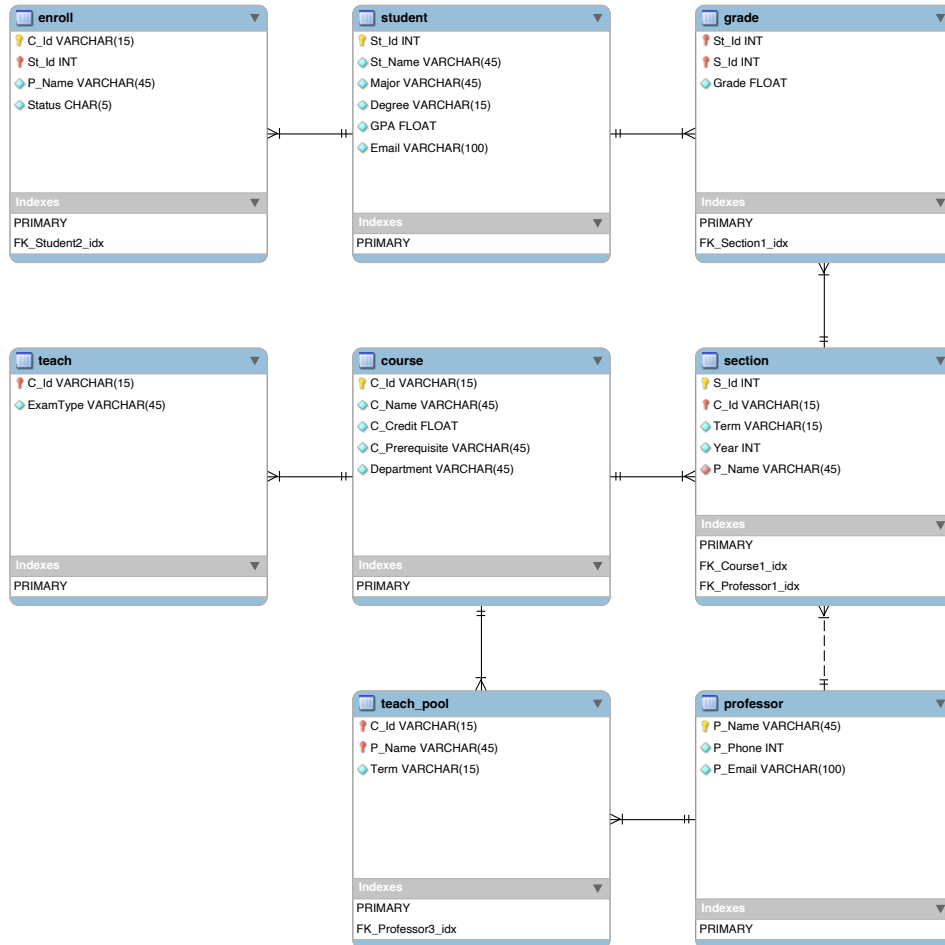 enroll
C_Id VARCHAR(15)
St_Id INT
P_Name VARCHAR(45)
Status CHAR(5)
Indexes
PRIMARY
FK_Student2_idx
student
St_Id INT
St_Name VARCHAR(45)
Major VARCHAR(45)
Degree VARCHAR(15)
GPA FLOAT
Email VARCHAR(100)
Indexes
PRIMARY
grade
St_Id INT
S_Id INT
Grade FLOAT
Indexes
PRIMARY
FK_Section1_idx
teach
C_Id VARCHAR(15)
ExamType VARCHAR(45)
Indexes
PRIMARY
course
C_Id VARCHAR(15)
C_Name VARCHAR(45)
C_Credit FLOAT
C_Prerequisite VARCHAR(45)
Department VARCHAR(45)
Indexes
PRIMARY
section
S_Id INT
C_Id VARCHAR(15)
Term VARCHAR(15)
Year INT
P_Name VARCHAR(45)
Indexes
PRIMARY
FK_Course1_idx
FK_Professor1_idx
teach_pool
C_Id VARCHAR(15)
P_Name VARCHAR(45)
Term VARCHAR(15)
Indexes
PRIMARY
FK_Professor3_idx
professor
P_Name VARCHAR(45)
P_Phone INT
P_Email VARCHAR(100)
Indexes
PRIMARY